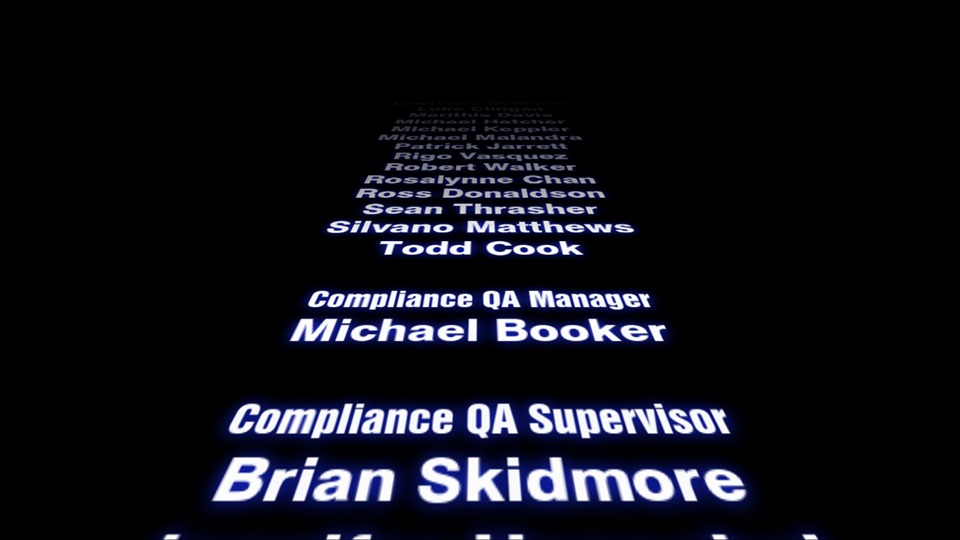 Luke Clingan
Marithia Davis
Michael Hatcher
Michael Keppler
Michael Malandra
Patrick Jarrett
Rigo Vasquez
Robert Walker
Rosalynne Chan
Ross Donaldson
Sean Thrasher
Silvano Matthews
Todd Cook
Compliance QA Manager
Michael Booker
Compliance QA Supervisor
Brian Skidmore